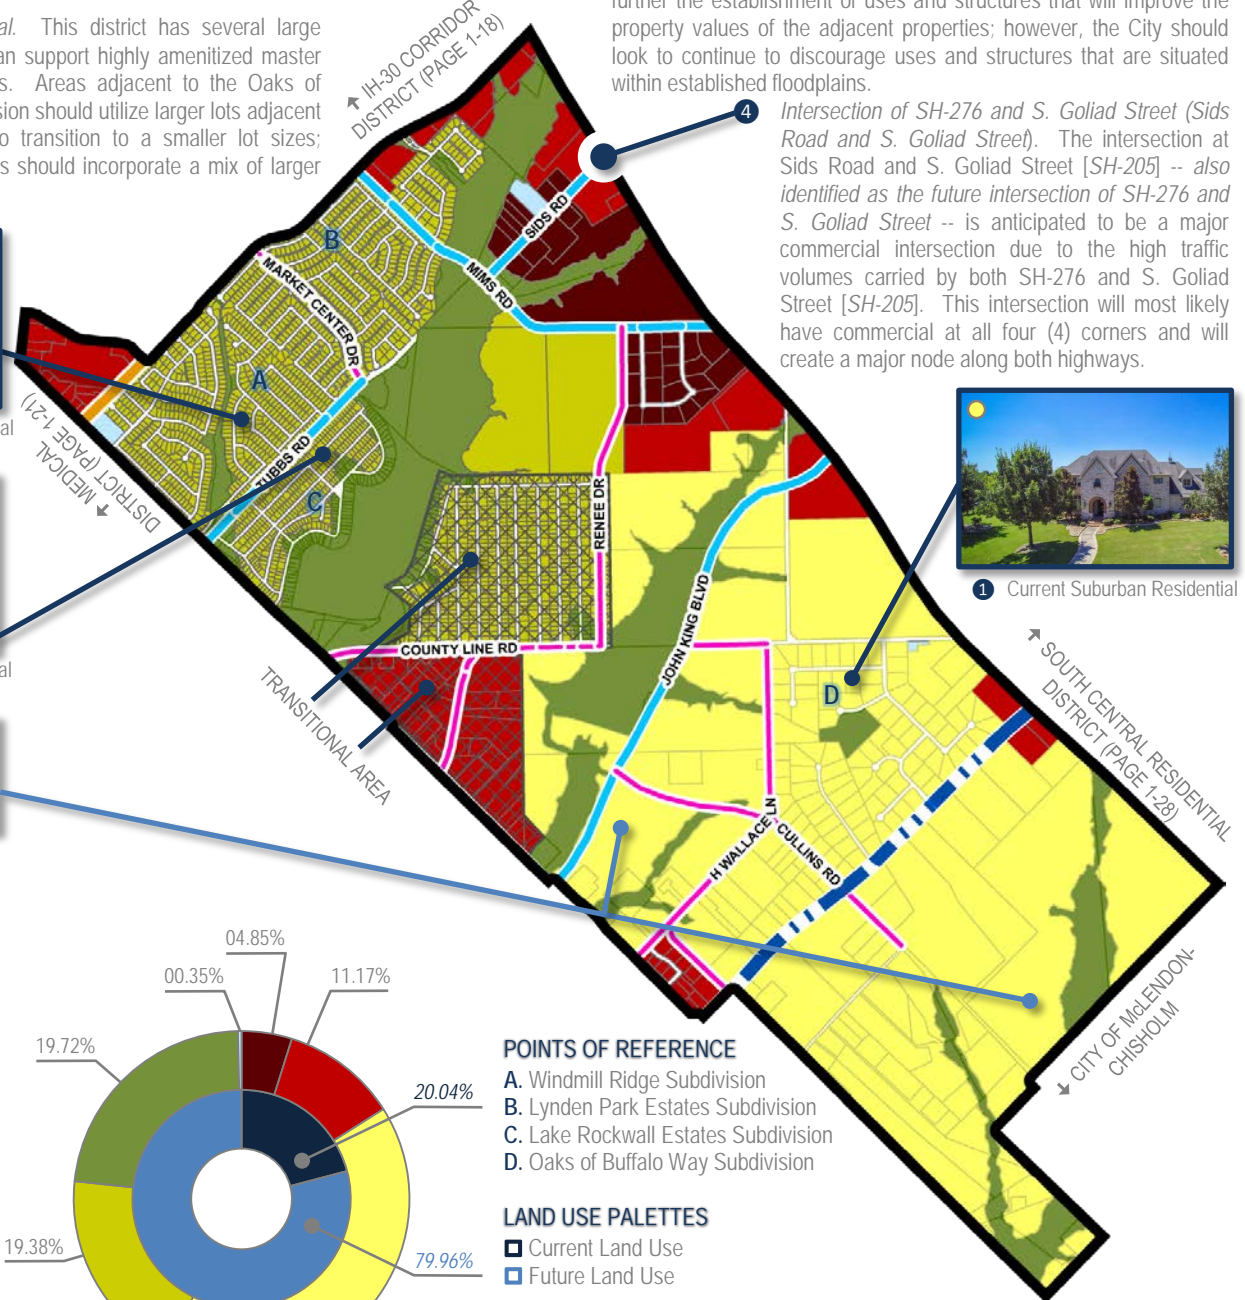 al. This district has several large
an support highly amenitized master
s. Areas adjacent to the Oaks of
sion should utilize larger lots adjacent
o transition to a smaller lot sizes;
s should incorporate a mix of larger
further the establishment of uses and structures that will improve the
property values of the adjacent properties; however, the City should
look to continue to discourage uses and structures that are situated
within established floodplains.
4
Intersection of SH-276 and S. Goliad Street (Sids
Road and S. Goliad Street). The intersection at
Sids Road and S. Goliad Street [SH-205] -- also
identified as the future intersection of SH-276 and
S. Goliad Street -- is anticipated to be a major
commercial intersection due to the high traffic
volumes carried by both SH-276 and S. Goliad
Street [SH-205]. This intersection will most likely
have commercial at all four (4) corners and will
create a major node along both highways.
IH-30 CORRIDOR
DISTRICT (PAGE 1-18)
SIDS RD
B
MARKET CENTER DR
MIMS RD
A
TUBBS RD
C
al
MEDICAL
DISTRICT (PAGE 1-21)
RENEE DR
JOHN KING BLVD
COUNTY LINE RD
al
TRANSITIONAL AREA
D
1 Current Suburban Residential
SOUTH CENTRAL RESIDENTIAL
DISTRICT (PAGE 1-28)
H WALLACE LN
CULLINS RD
CITY OF McLENDON-
CHISHOLM
04.85%
00.35%
11.17%
19.72%
20.04%
19.38%
79.96%
POINTS OF REFERENCE
A. Windmill Ridge Subdivision
B. Lynden Park Estates Subdivision
C. Lake Rockwall Estates Subdivision
D. Oaks of Buffalo Way Subdivision
LAND USE PALETTES
Current Land Use
Future Land Use